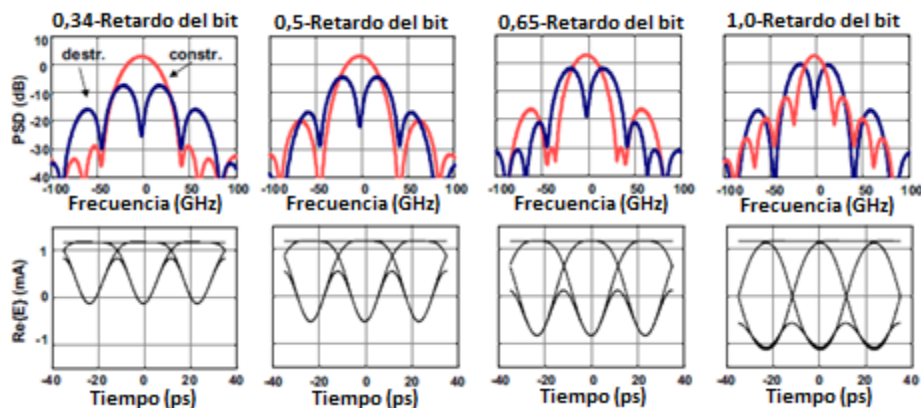 0,34-Retardo del bit
0,5-Retardo del bit
0,65-Retardo del bit
1,0-Retardo del bit
PSD (dB)
10
0
-10
-20
-30
-40
destr.
constr.
-100 -50 0 50 100
-100 -50 0 50 100
-100 -50 0 50 100
-100 -50 0 50 100
Frecuencia (GHz)
Frecuencia (GHz)
Frecuencia (GHz)
Frecuencia (GHz)
Re{E} (mA)
1
0
-1
-40 -20 0 20 40
-40 -20 0 20 40
-40 -20 0 20 40
-40 -20 0 20 40
Tiempo (ps)
Tiempo (ps)
Tiempo (ps)
Tiempo (ps)